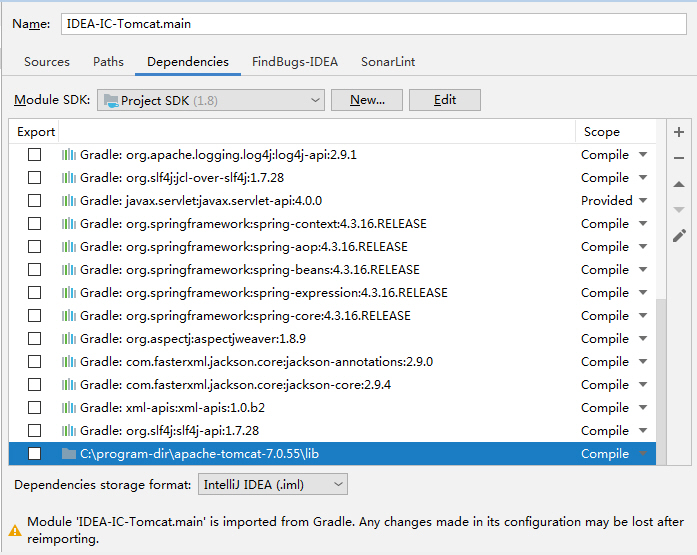 Name: IDEA-IC-Tomcat.main
Sources Paths Dependencies FindBugs-IDEA SonarLint
Module SDK: Project SDK (1.8) New... Edit
Export Scope
Gradle: org.apache.logging.log4j:log4j-api:2.9.1 Compile
Gradle: org.slf4j:jcl-over-slf4j:1.7.28 Compile
Gradle: javax.servlet:javax.servlet-api:4.0.0 Provided
Gradle: org.springframework:spring-context:4.3.16.RELEASE Compile
Gradle: org.springframework:spring-aop:4.3.16.RELEASE Compile
Gradle: org.springframework:spring-beans:4.3.16.RELEASE Compile
Gradle: org.springframework:spring-expression:4.3.16.RELEASE Compile
Gradle: org.springframework:spring-core:4.3.16.RELEASE Compile
Gradle: org.aspectj:aspectjweaver:1.8.9 Compile
Gradle: com.fasterxml.jackson.core:jackson-annotations:2.9.0 Compile
Gradle: com.fasterxml.jackson.core:jackson-core:2.9.4 Compile
Gradle: xml-apis:xml-apis:1.0.b2 Compile
Gradle: org.slf4j:slf4j-api:1.7.28 Compile
C:\program-dir\apache-tomcat-7.0.55\lib Compile
Dependencies storage format: IntelliJ IDEA (.iml)
Module 'IDEA-IC-Tomcat.main' is imported from Gradle. Any changes made in its configuration may be lost after
reimporting.